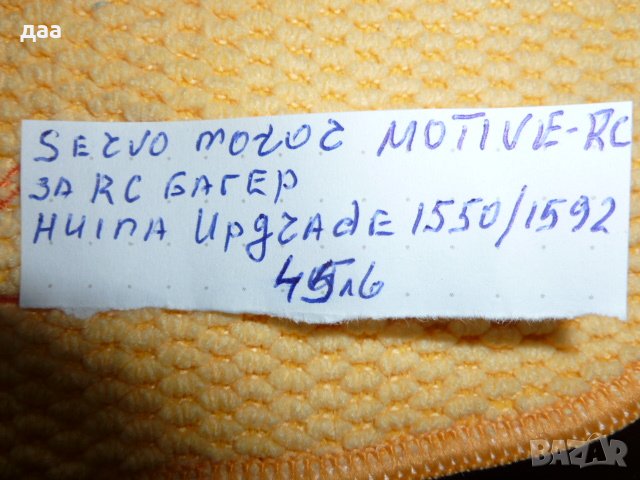 даа
Servo motor MOTIVE-RC
ЗА RC БАГЕР
HUINA UpgrAdE 1550/1592
45лв
BAZAR